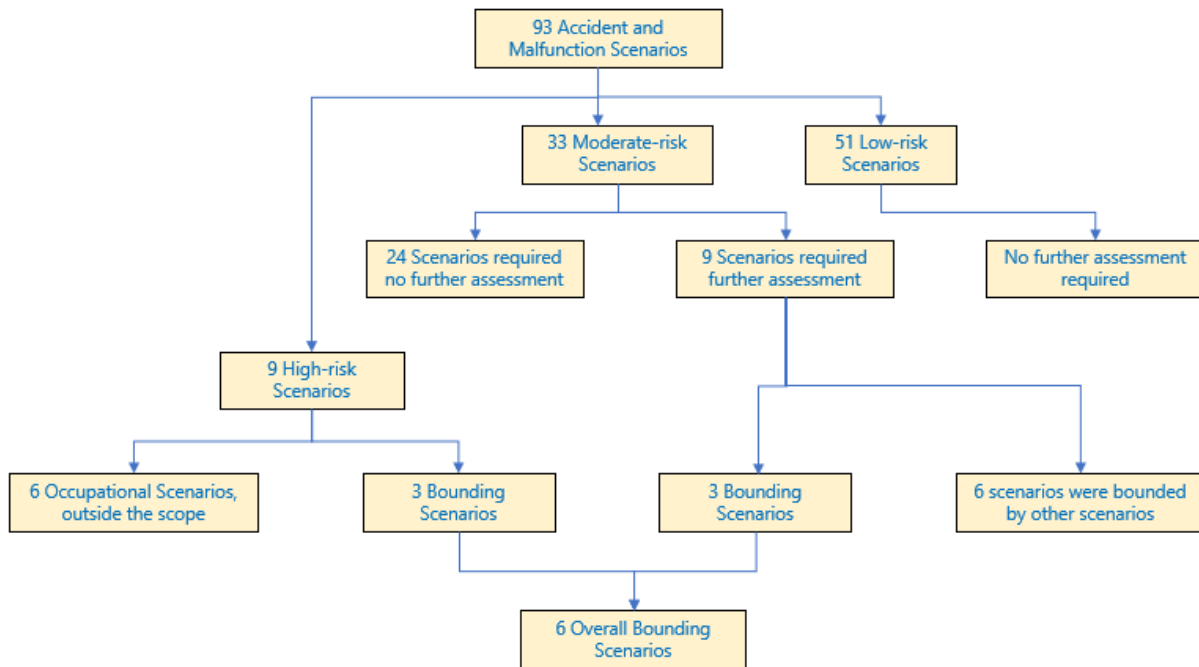 93 Accident and
Malfunction Scenarios
33 Moderate-risk
Scenarios
51 Low-risk
Scenarios
24 Scenarios required
no further assessment
9 Scenarios required
further assessment
No further assessment
required
9 High-risk
Scenarios
6 Occupational Scenarios,
outside the scope
3 Bounding
Scenarios
3 Bounding
Scenarios
6 scenarios were bounded
by other scenarios
6 Overall Bounding
Scenarios